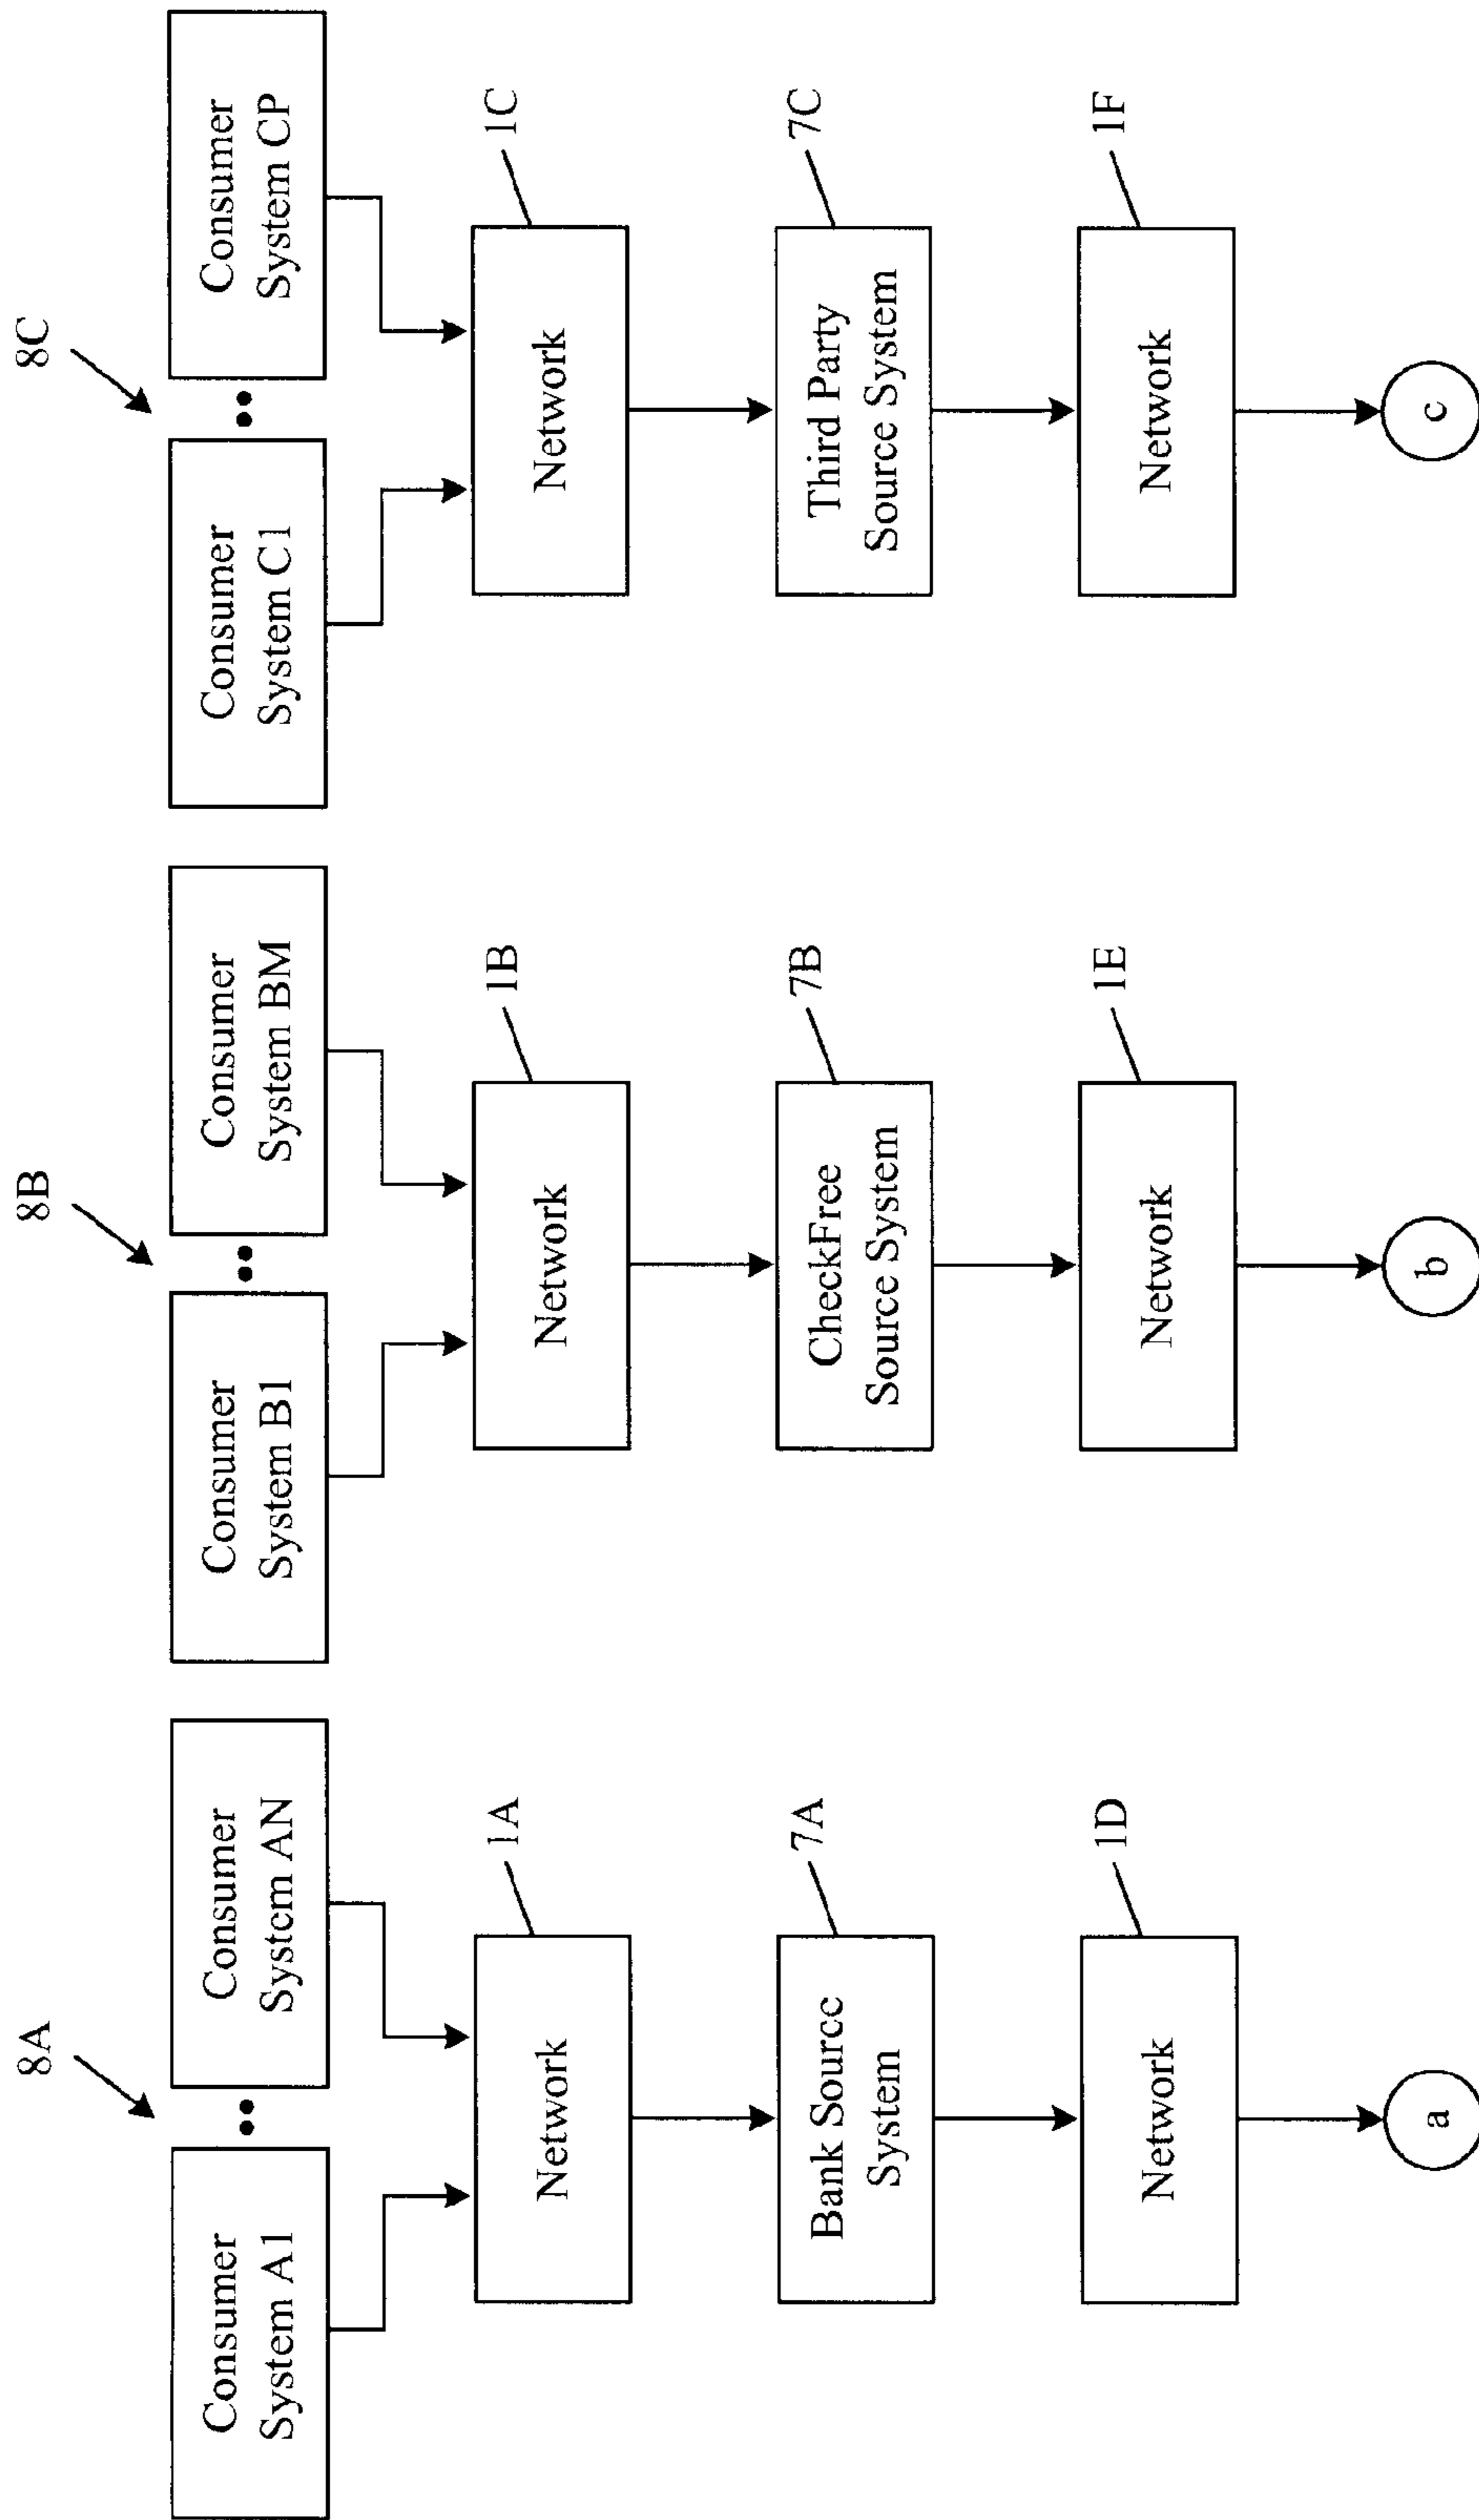 8A
8B
8C
Consumer
System A1
Consumer
System AN
Consumer
System B1
Consumer
System BM
Consumer
System C1
Consumer
System CP
1A
1B
1C
Network
Network
Network
7A
7B
7C
Bank Source
System
CheckFree
Source System
Third Party
Source System
1D
1E
1F
Network
Network
Network
a
b
c